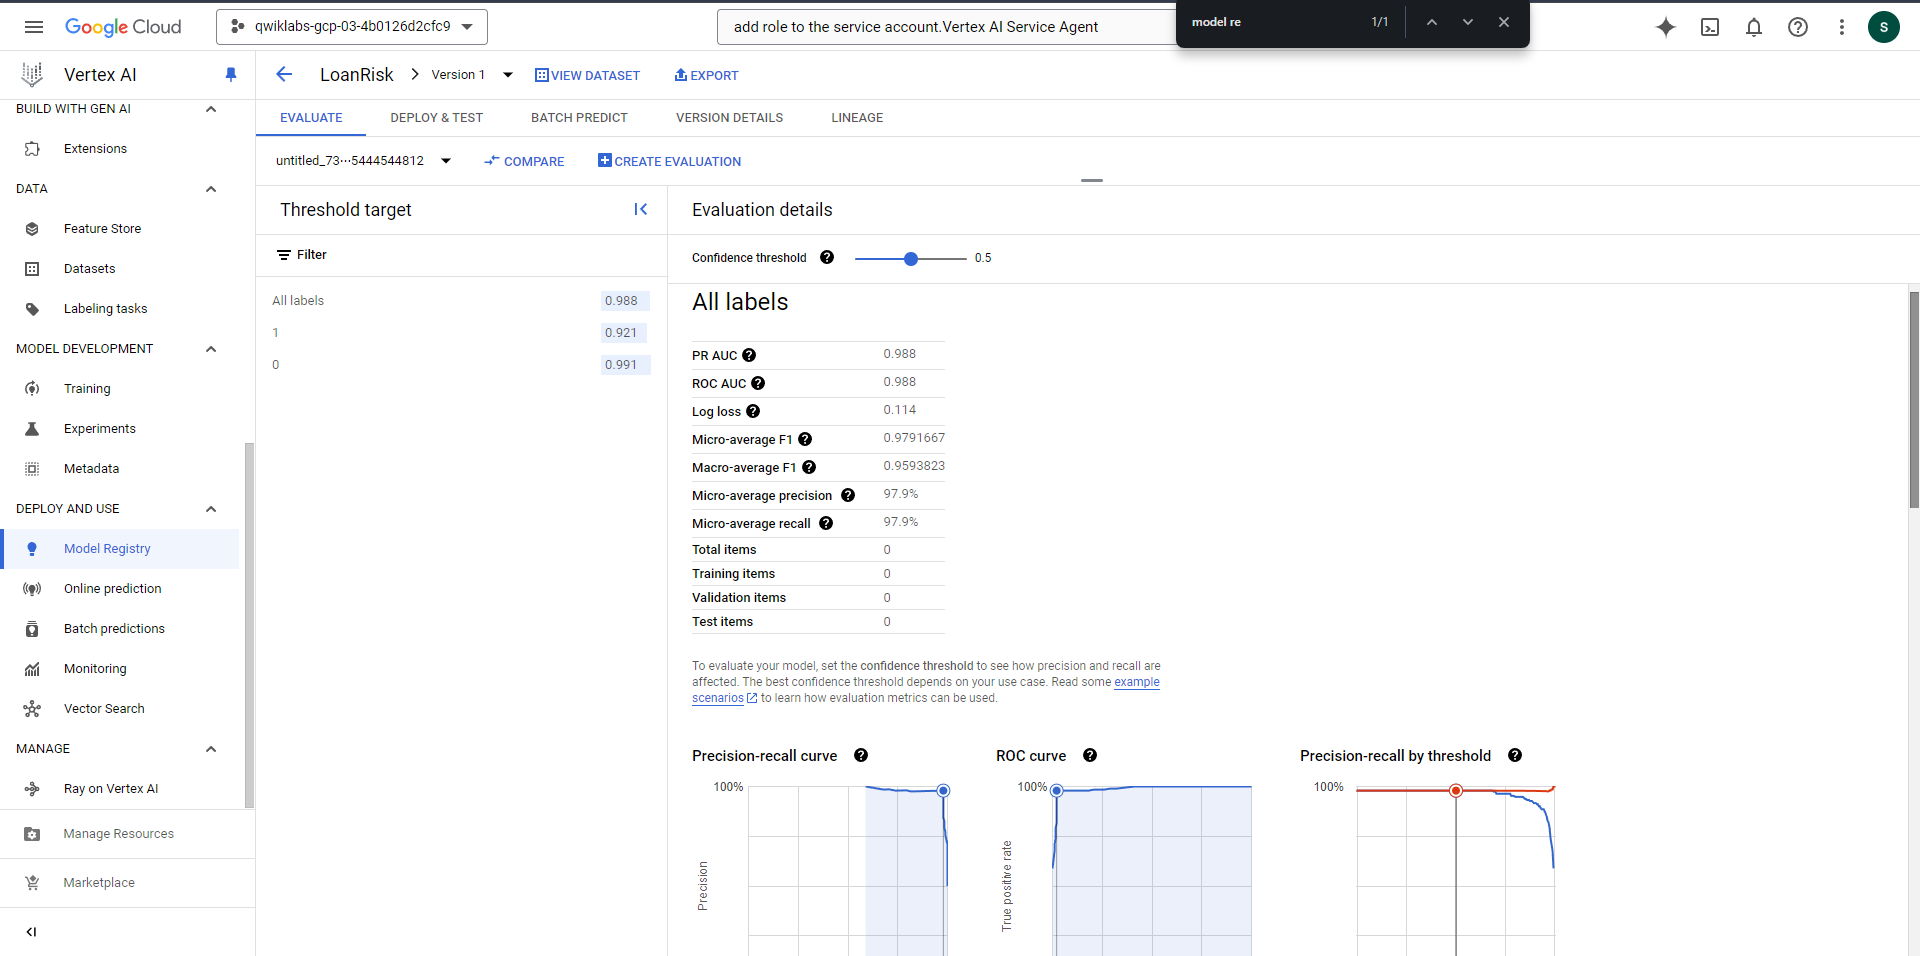 model re 1/1
Google Cloud
qwiklabs-gcp-03-4b0126d2cfc9
add role to the service account.Vertex AI Service Agent
S
Vertex AI
LoanRisk
Version 1
VIEW DATASET
EXPORT
BUILD WITH GEN AI
Extensions
DATA
Feature Store
Datasets
Labeling tasks
MODEL DEVELOPMENT
Training
Experiments
Metadata
DEPLOY AND USE
Model Registry
Online prediction
Batch predictions
Monitoring
Vector Search
MANAGE
Ray on Vertex AI
Manage Resources
Marketplace
EVALUATE DEPLOY & TEST BATCH PREDICT VERSION DETAILS LINEAGE
untitled_73···5444544812 COMPARE CREATE EVALUATION
Threshold target
Filter
All labels 0.988
1 0.921
0 0.991
Evaluation details
Confidence threshold 0.5
All labels
PR AUC 0.988
ROC AUC 0.988
Log loss 0.114
Micro-average F1 0.9791667
Macro-average F1 0.9593823
Micro-average precision 97.9%
Micro-average recall 97.9%
Total items 0
Training items 0
Validation items 0
Test items 0
To evaluate your model, set the confidence threshold to see how precision and recall are
affected. The best confidence threshold depends on your use case. Read some example
scenarios to learn how evaluation metrics can be used.
Precision-recall curve
100%
Precision
ROC curve
100%
True positive rate
Precision-recall by threshold
100%